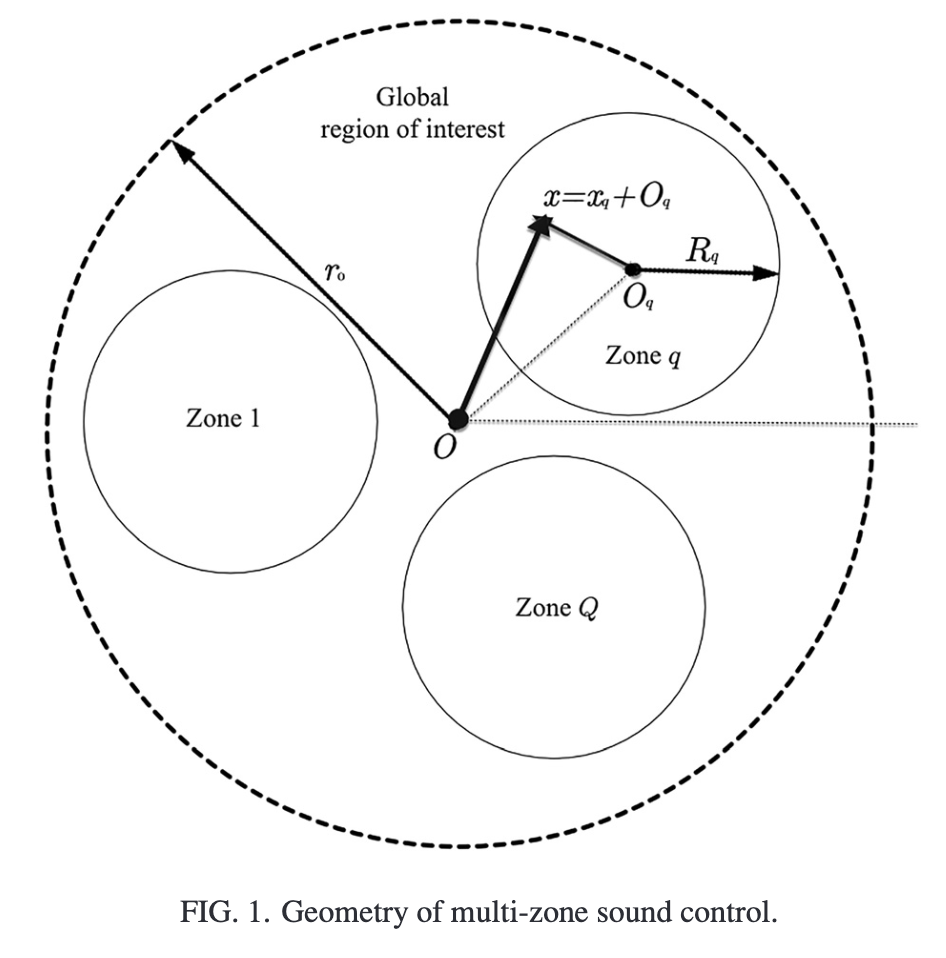 Global
region of interest
x=x_q+O_q
R_q
r_o
O_q
Zone q
Zone 1
O
Zone Q
FIG. 1. Geometry of multi-zone sound control.